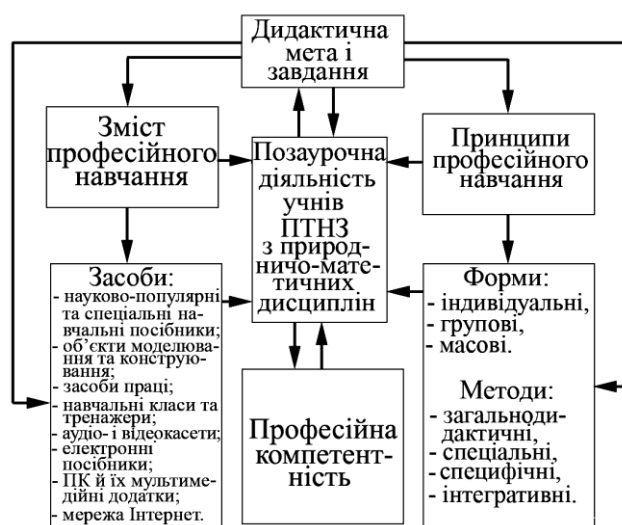 Дидактична
мета і
завдання
Зміст
професійного
навчання
Позаурочна
діяльність
учнів
ПТНЗ
з природ-
ничо-мате-
тичних
дисциплін
Принципи
професійного
навчання
Засоби:
- науково-популярні
та спеціальні на-
вчальні посібники;
- об’єкти моделю-
вання та конструю-
вання;
- засоби праці;
- навчальні класи та
тренажери;
- аудіо- і відеокасети;
- електронні
посібники;
- ПК й їх мультиме-
дійні додатки;
- мережа Інтернет.
Професійна
компетент-
ність
Форми:
- індивідуальні,
- групові,
- масові.
Методи:
- загальноди-
дактичні,
- спеціальні,
- специфічні,
- інтегративні.